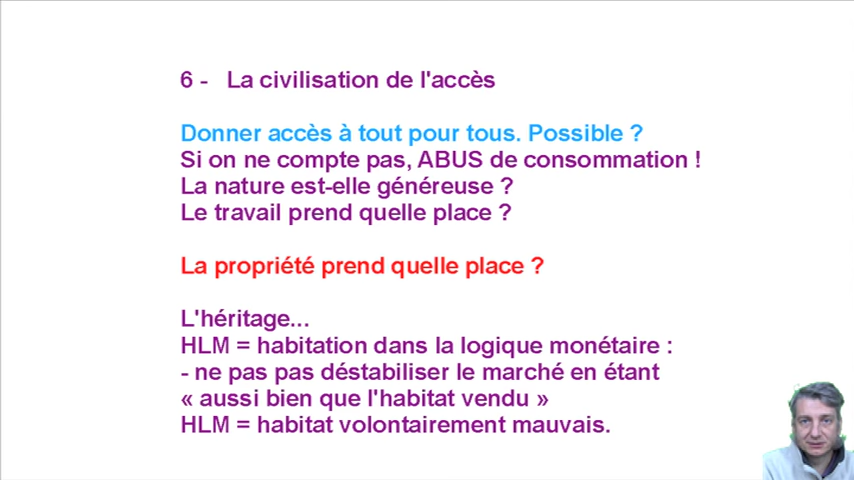 6 - La civilisation de l'accès
Donner accès à tout pour tous. Possible ?
Si on ne compte pas, ABUS de consommation !
La nature est-elle généreuse ?
Le travail prend quelle place ?
La propriété prend quelle place ?
L'héritage...
HLM = habitation dans la logique monétaire :
- ne pas pas déstabiliser le marché en étant
« aussi bien que l'habitat vendu »
HLM = habitat volontairement mauvais.